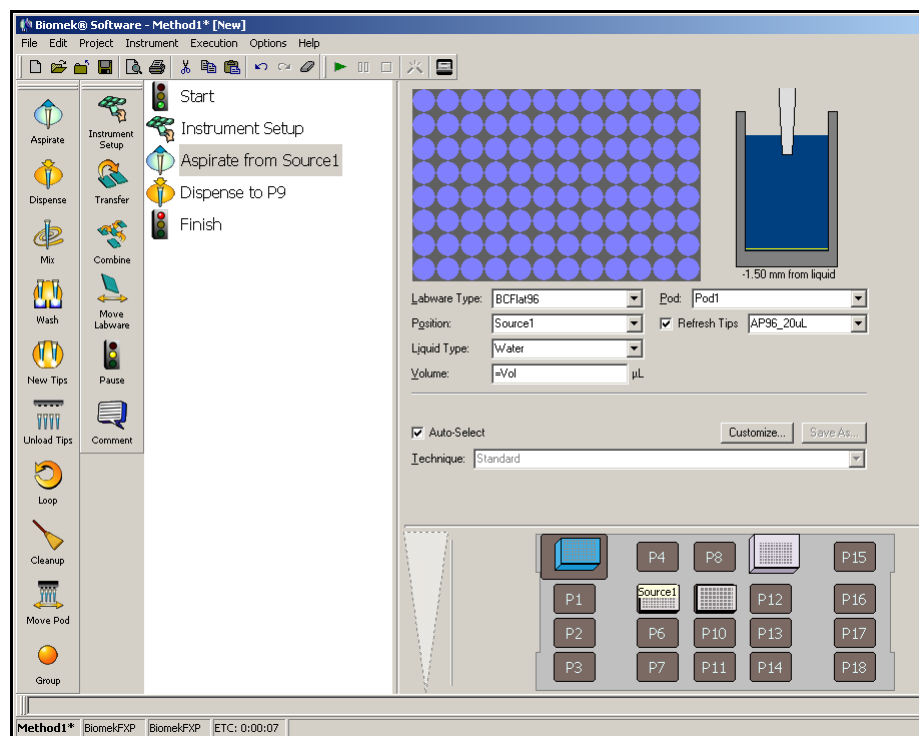 Biomek® Software - Method1* [New]
File Edit Project Instrument Execution Options Help
Aspirate
Dispense
Mix
Wash
New Tips
Unload Tips
Loop
Cleanup
Move Pod
Group
Instrument
Setup
Transfer
Combine
Move
Labware
Pause
Comment
Start
Instrument Setup
Aspirate from Source1
Dispense to P9
Finish
-1.50 mm from liquid
Labware Type: BCFlat96 Pod: Pod1
Position: Source1 Refresh Tips AP96_20uL
Liquid Type: Water
Volume: =Vol µL
Auto-Select Customize... Save As...
Technique: Standard
P4 P8 P15
P1 Source1 P12 P16
P2 P6 P10 P13 P17
P3 P7 P11 P14 P18
Method1* BiomekFXP BiomekFXP ETC: 0:00:07